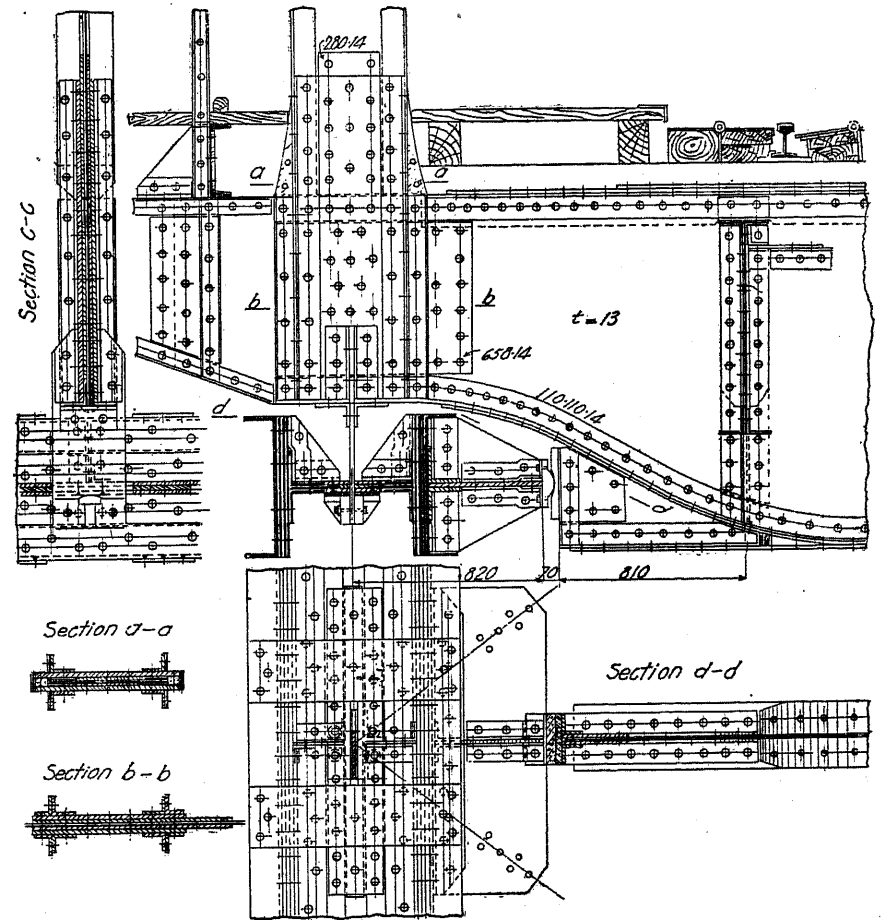 280·14
a
a
Section c-c
b
b
t=13
658·14
110·110·14
d
d
820
70
810
Section a-a
Section d-d
Section b-b